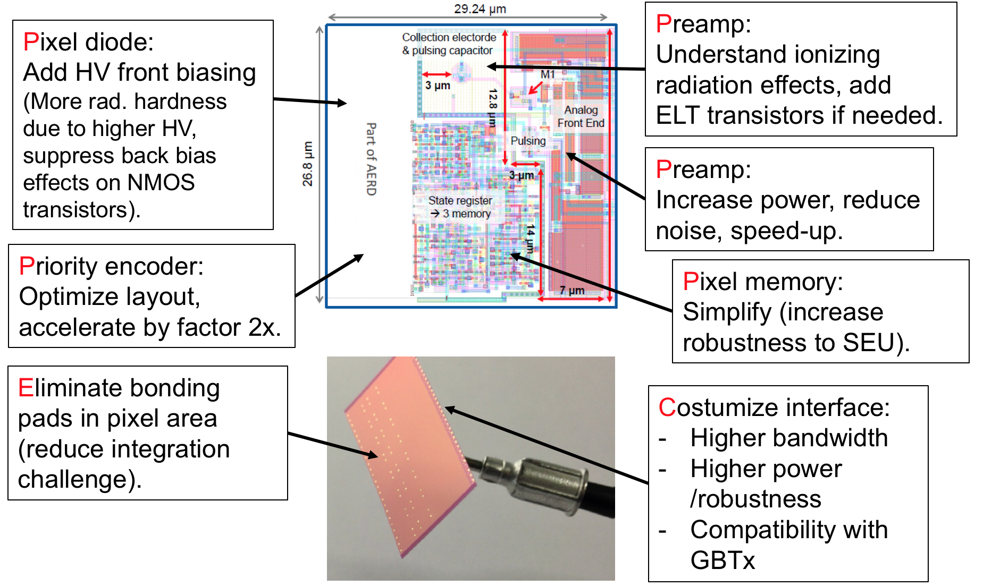 Pixel diode:
Add HV front biasing
(More rad. hardness
due to higher HV,
suppress back bias
effects on NMOS
transistors).
Priority encoder:
Optimize layout,
accelerate by factor 2x.
Eliminate bonding
pads in pixel area
(reduce integration
challenge).
29.24 µm
26.8 µm
Collection electorde
& pulsing capacitor
3 µm
12.8 µm
M1
Analog
Front End
Pulsing
Part of AERD
3 µm
State register
→ 3 memory
14 µm
7 µm
Preamp:
Understand ionizing
radiation effects, add
ELT transistors if needed.
Preamp:
Increase power, reduce
noise, speed-up.
Pixel memory:
Simplify (increase
robustness to SEU).
Costumize interface:
- Higher bandwidth
- Higher power
/robustness
- Compatibility with
GBTx